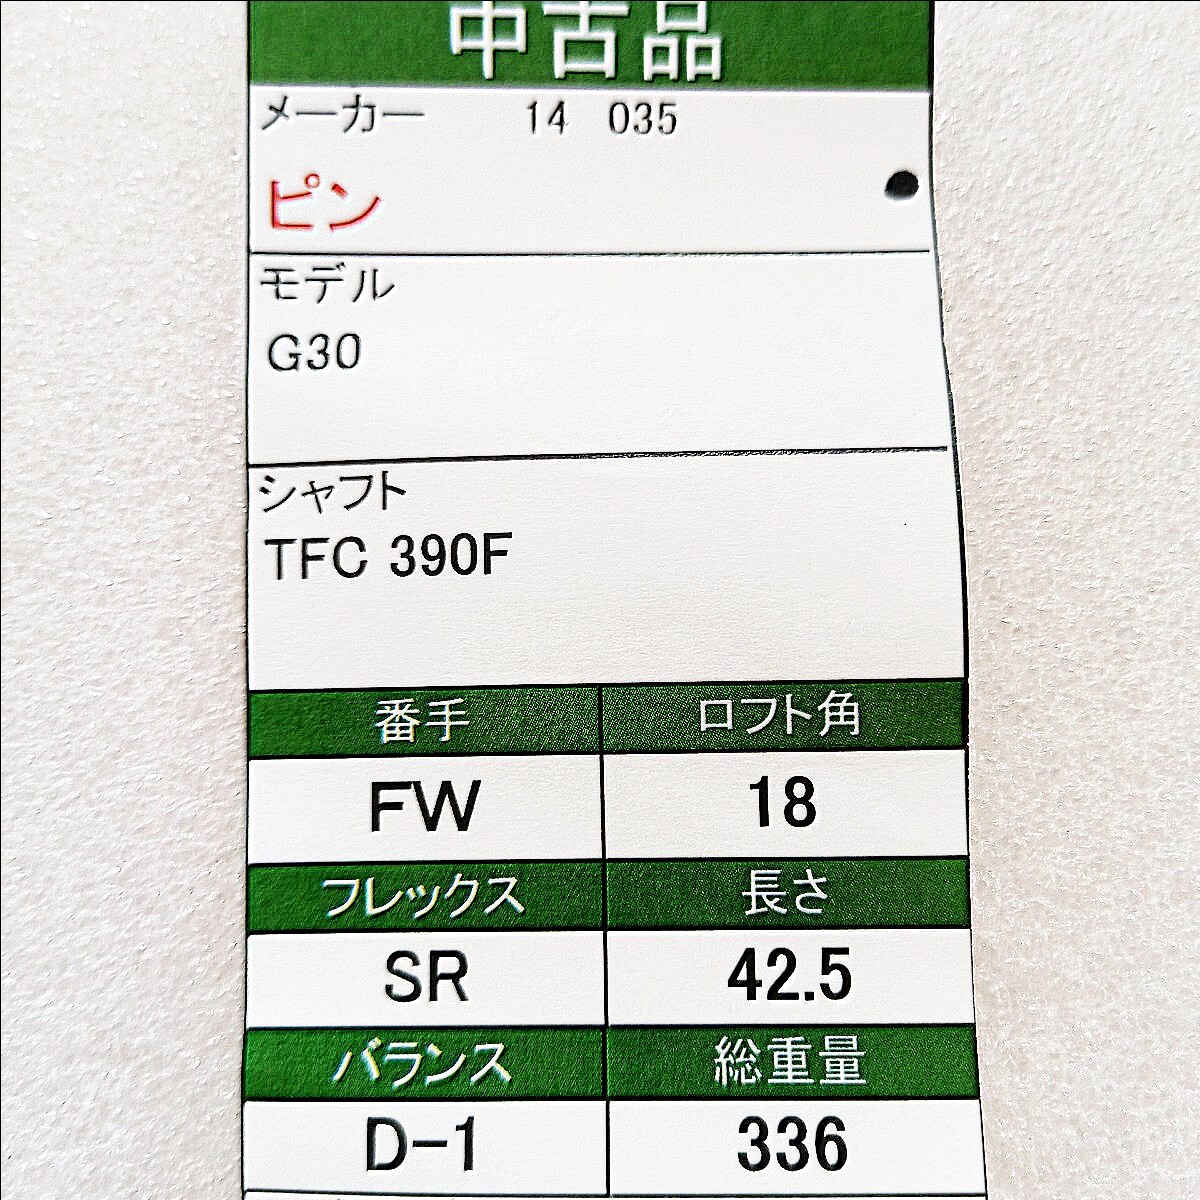 中古品
メーカー 14 035
ピン
モデル
G30
シャフト
TFC 390F
番手 ロフト角
FW 18
フレックス 長さ
SR 42.5
バランス 総重量
D-1 336